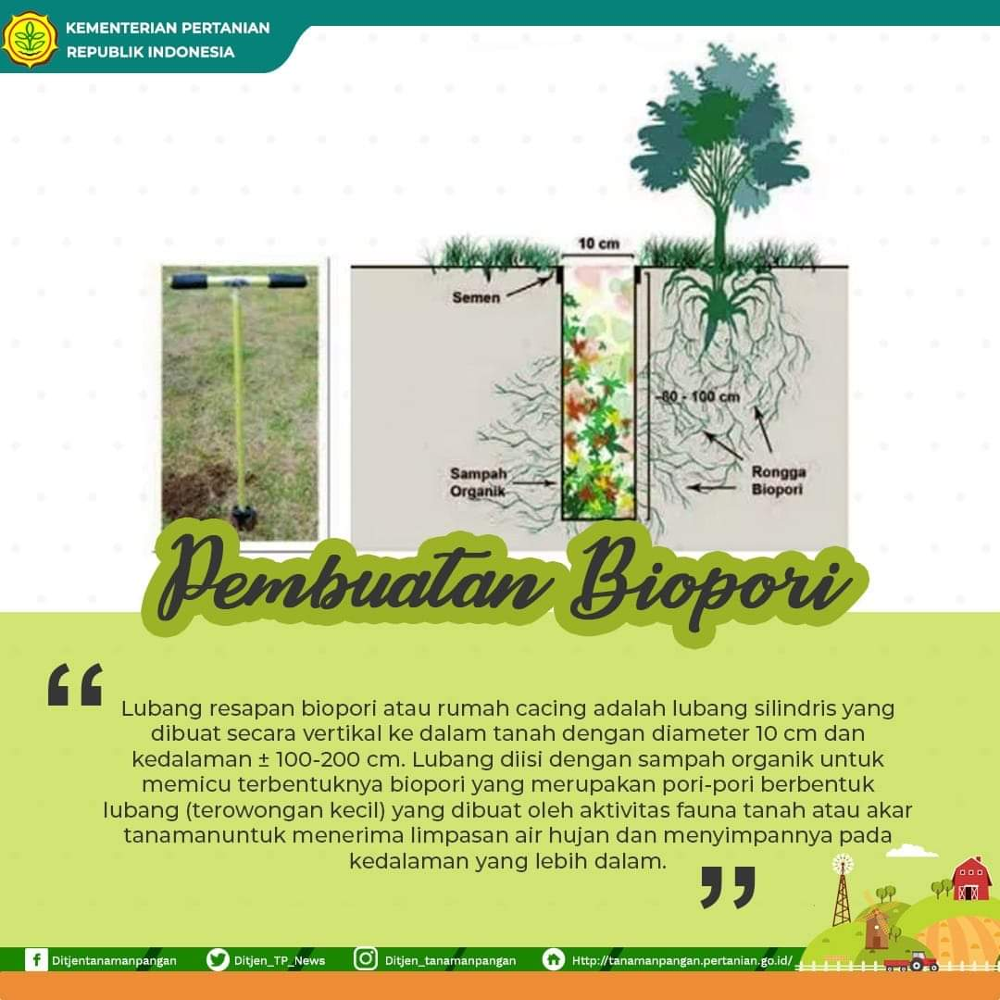 KEMENTERIAN PERTANIAN
REPUBLIK INDONESIA
10 cm
Semen
80 - 100 cm
Sampah
Organik
Rongga
Biopori
Pembuatan Biopori
“
Lubang resapan biopori atau rumah cacing adalah lubang silindris yang
dibuat secara vertikal ke dalam tanah dengan diameter 10 cm dan
kedalaman ± 100-200 cm. Lubang diisi dengan sampah organik untuk
memicu terbentuknya biopori yang merupakan pori-pori berbentuk
lubang (terowongan kecil) yang dibuat oleh aktivitas fauna tanah atau akar
tanamanuntuk menerima limpasan air hujan dan menyimpannya pada
kedalaman yang lebih dalam.
”
Ditjentanamanpangan
Ditjen_TP_News
Ditjen_tanamanpangan
Http://tanamanpangan.pertanian.go.id/